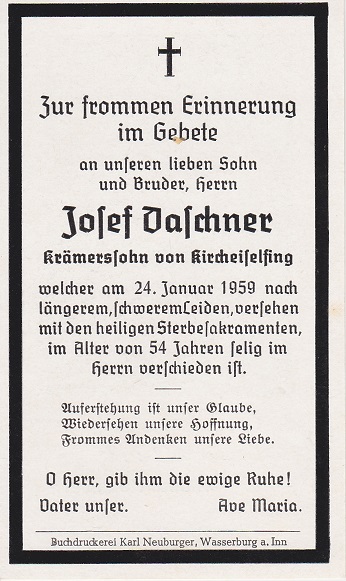 Zur frommen Erinnerung
im Gebete
an unſeren lieben Sohn
und Bruder, Herrn
Joſef Daſchner
Krämersſohn von Kircheiſelfing
welcher am 24. Januar 1959 nach
längerem, ſchwerem Leiden, verſehen
mit den heiligen Sterbeſakramenten,
im Alter von 54 Jahren ſelig im
Herrn verſchieden iſt.
Auferſtehung iſt unſer Glaube,
Wiederſehen unſere Hoffnung,
Frommes Andenken unſere Liebe.
O Herr, gib ihm die ewige Ruhe!
Vater unſer. Ave Maria.
Buchdruckerei Karl Neuburger, Wasserburg a. Inn